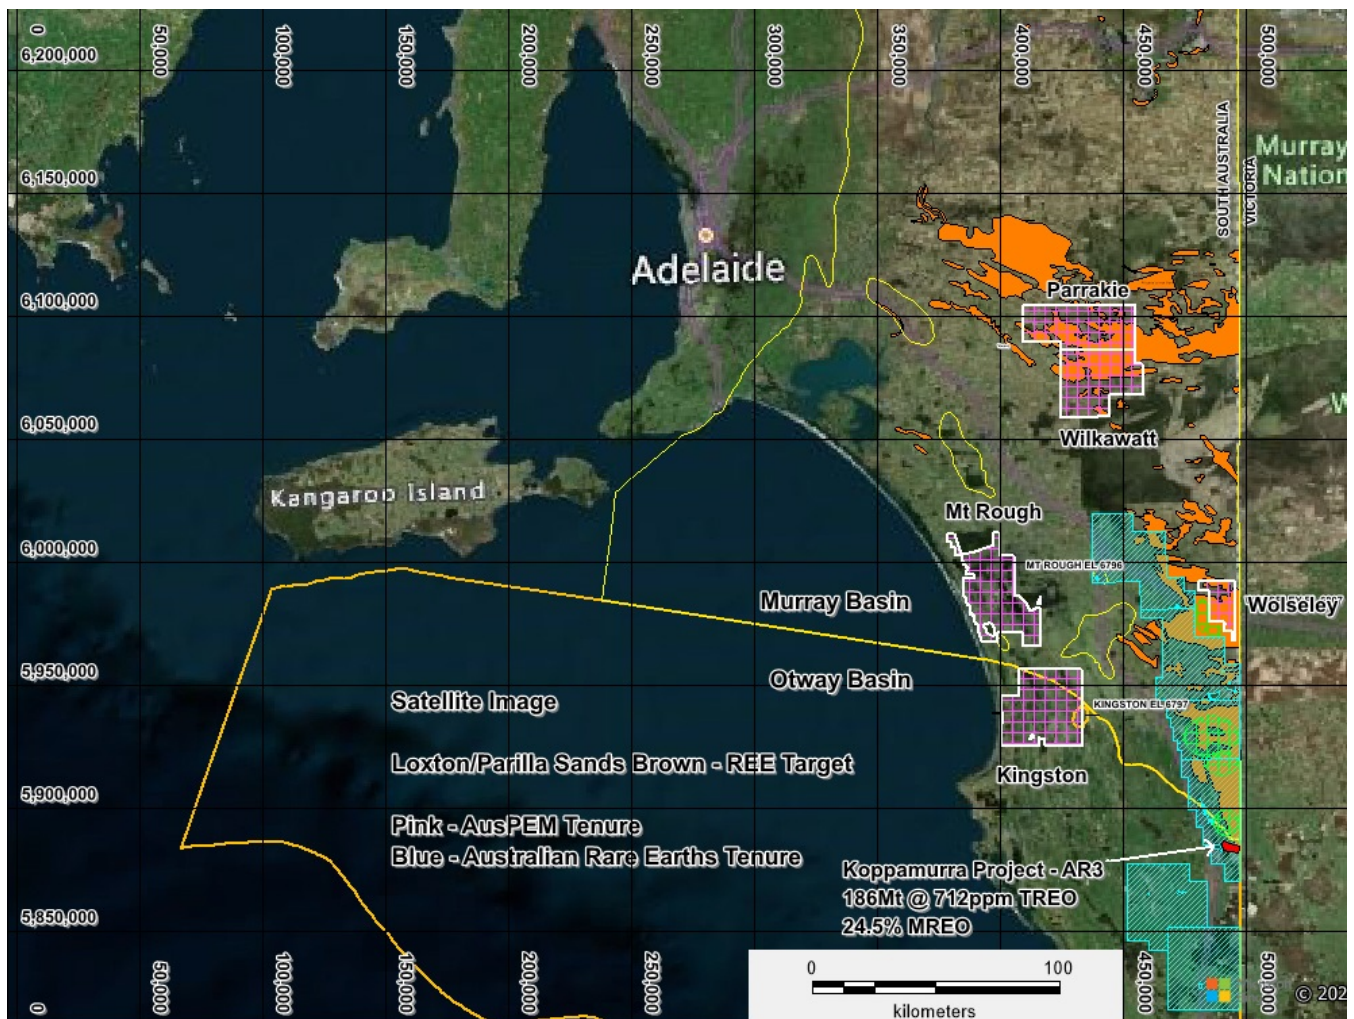 0
50,000
100,000
150,000
200,000
250,000
300,000
350,000
400,000
450,000
500,000
6,200,000
SOUTH AUSTRALIA
VICTORIA
Murray
Nation
6,150,000
Adelaide
6,100,000
Parrakie
6,050,000
Wilkawatt
W
Kangaroo Island
Mt Rough
6,000,000
MT ROUGH EL 6796
Murray Basin
Wolseley
5,950,000
Otway Basin
Satellite Image
KINGSTON EL 6797
Loxton/Parilla Sands Brown - REE Target
Kingston
5,900,000
Pink - AusPEM Tenure
Blue - Australian Rare Earths Tenure
Koppamurra Project - AR3
186Mt @ 712ppm TREO
24.5% MREO
5,850,000
0
50,000
100,000
150,000
200,000
250,000
450,000
500,000
0 100
kilometers
© 202